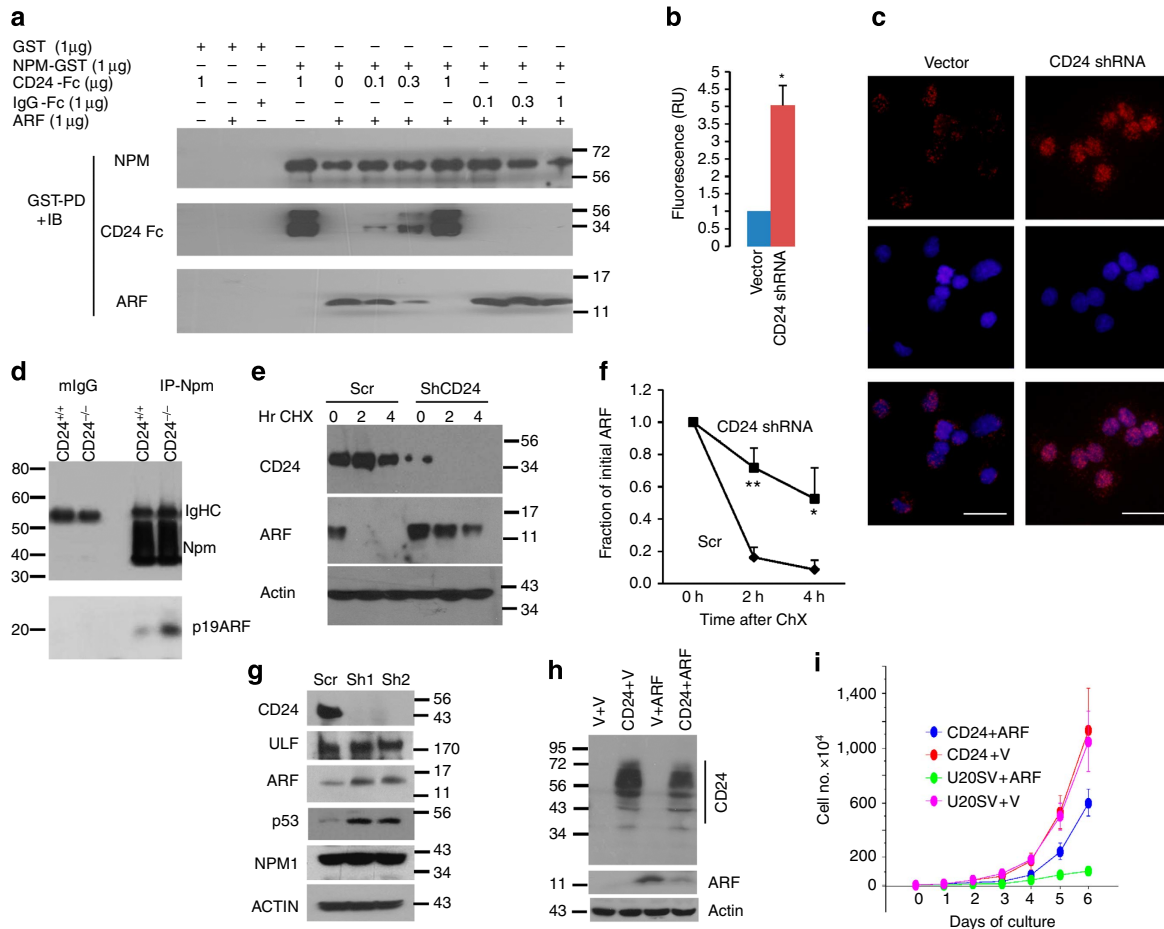 a
GST (1μg) + + + – – – – – – – –
NPM-GST (1 μg) – – – + + + + + + + +
CD24 -Fc (μg) 1 – – 1 0 0.1 0.3 1 – – –
IgG -Fc (1 μg) – – + – – – – – 0.1 0.3 1
ARF (1 μg) – + – – + + + + + + +
GST-PD
+IB
NPM
72
56
CD24 Fc
56
34
ARF
17
11
b
Fluorescence (RU)
4.5
5
3.5
4
2.5
3
1.5
2
0.5
1
0
*
Vector
CD24 shRNA
c
Vector CD24 shRNA
d
mIgG IP-Npm
CD24+/+
CD24–/–
CD24+/+
CD24–/–
80
60
50
40
30
20
IgHC
Npm
p19ARF
e
Scr ShCD24
Hr CHX 0 2 4 0 2 4
CD24
56
34
ARF
17
11
Actin
43
34
f
Fraction of initial ARF
1.2
1.0
0.8
0.6
0.4
0.2
0.0
CD24 shRNA
**
*
Scr
0 h 2 h 4 h
Time after ChX
g
Scr Sh1 Sh2
CD24
56
43
ULF
170
ARF
17
11
p53
56
NPM1
43
34
ACTIN
43
h
V+V
CD24+V
V+ARF
CD24+ARF
95
72
56
43
34
CD24
11
ARF
43
Actin
i
Cell no. ×10⁴
1,400
1,000
600
200
0
CD24+ARF
CD24+V
U20SV+ARF
U20SV+V
0 1 2 3 4 5 6
Days of culture